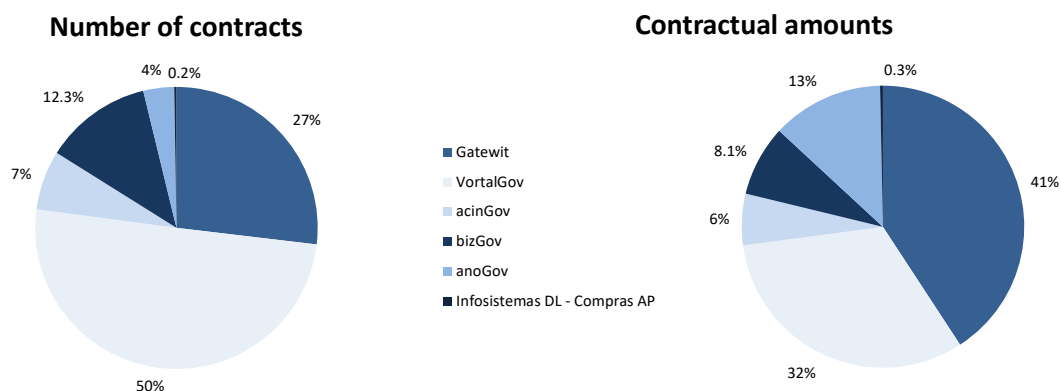 Number of contracts
4%
0.2%
12.3%
27%
7%
50%
Gatewit
VortalGov
acinGov
bizGov
anoGov
Infosistemas DL - Compras AP
Contractual amounts
0.3%
13%
8.1%
41%
6%
32%